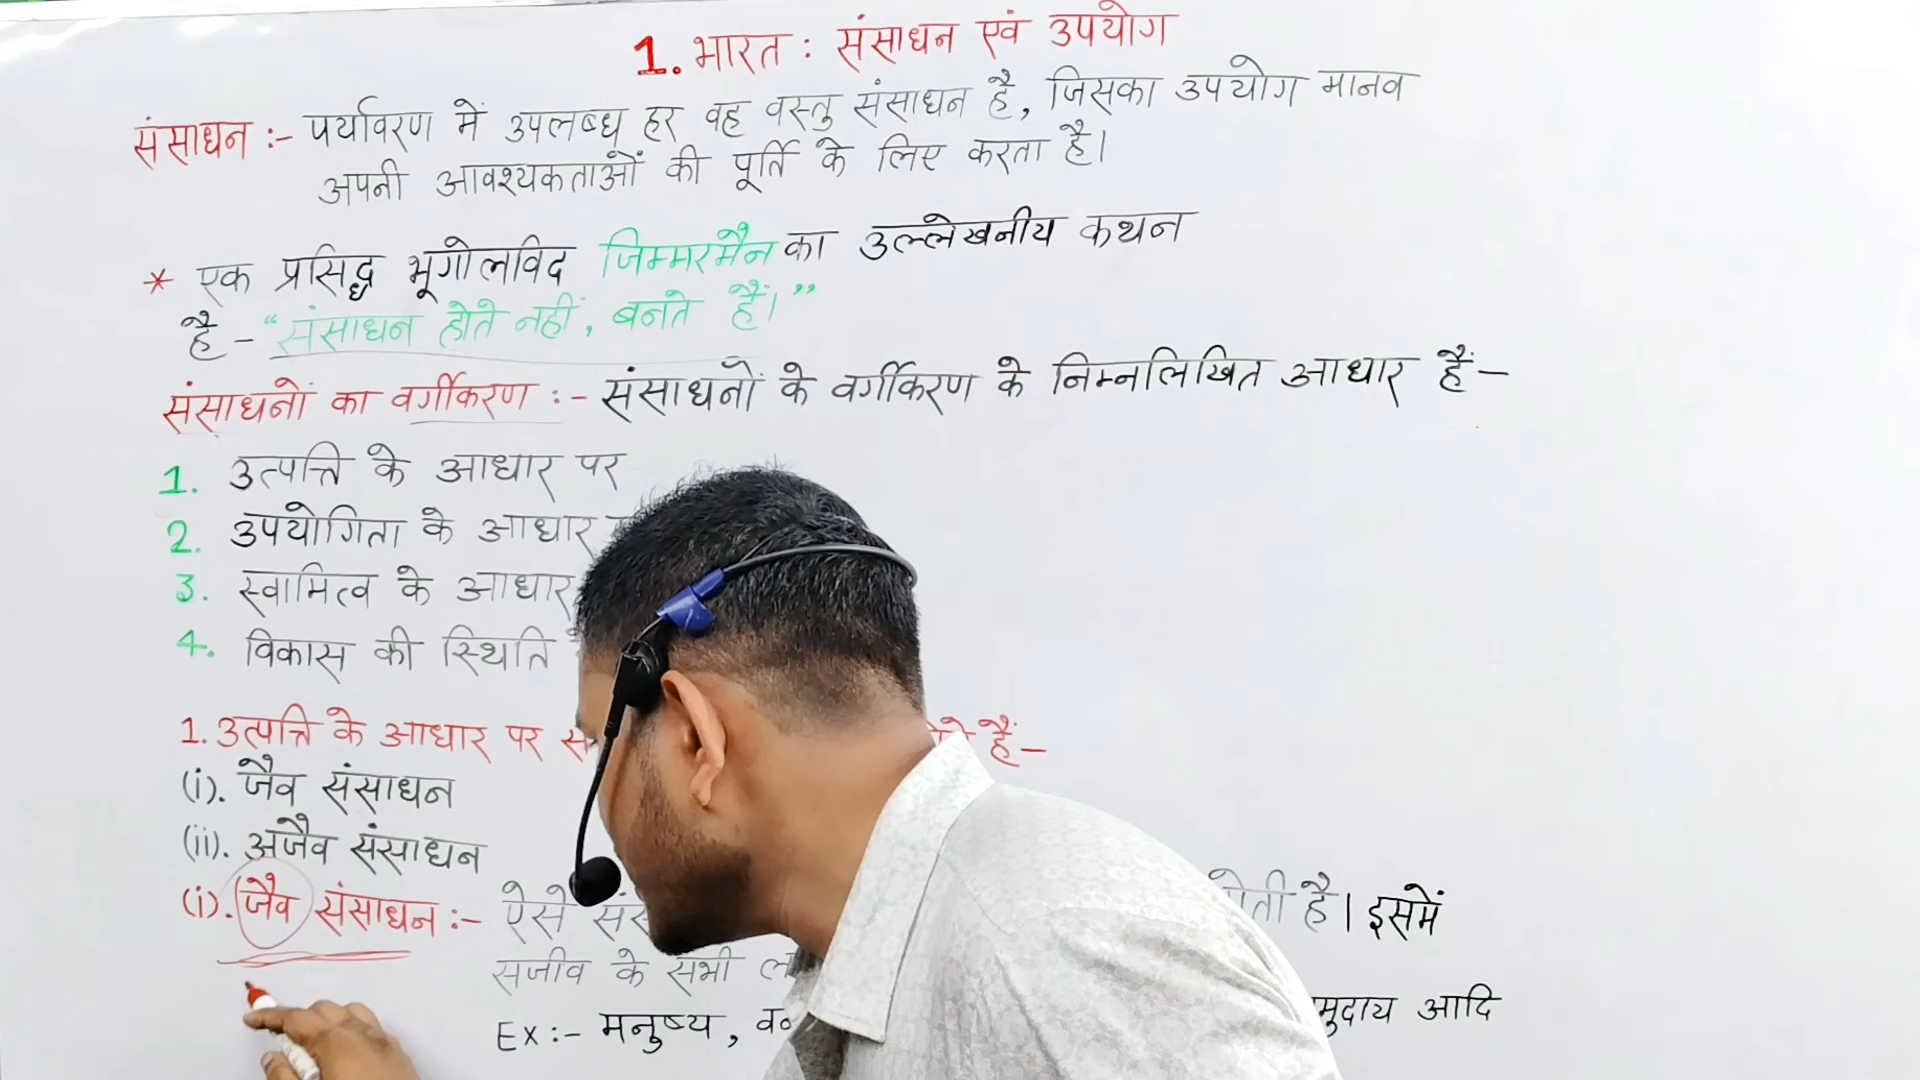 1. भारत : संसाधन एवं उपयोग
संसाधन :- पर्यावरण में उपलब्ध हर वह वस्तु संसाधन है, जिसका उपयोग मानव
अपनी आवश्यकताओं की पूर्ति के लिए करता है।
* एक प्रसिद्ध भूगोलविद जिम्मरमैन का उल्लेखनीय कथन
है - "संसाधन होते नहीं, बनते हैं।"
संसाधनों का वर्गीकरण :- संसाधनों के वर्गीकरण के निम्नलिखित आधार हैं -
1. उत्पत्ति के आधार पर
2. उपयोगिता के आधार
3. स्वामित्व के आधार
4. विकास की स्थिति
1. उत्पत्ति के आधार पर हैं -
(i). जैव संसाधन
(ii). अजैव संसाधन
(i). जैव संसाधन :- ऐसे है। इसमें
सजीव के सभी
Ex :- मनुष्य, आदि